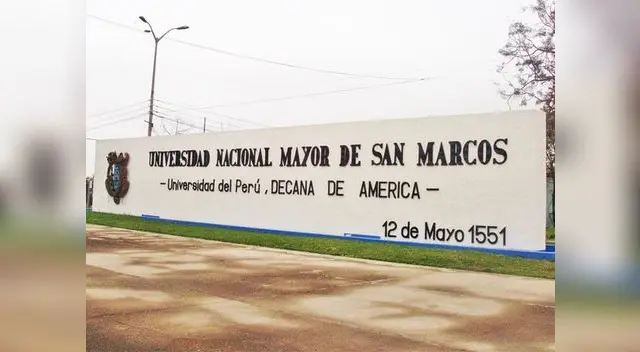 UNIVERSIDAD NACIONAL MAYOR DE SAN MARCOS
—Universidad del Perú, DECANA DE AMERICA—
12 de Mayo 1551